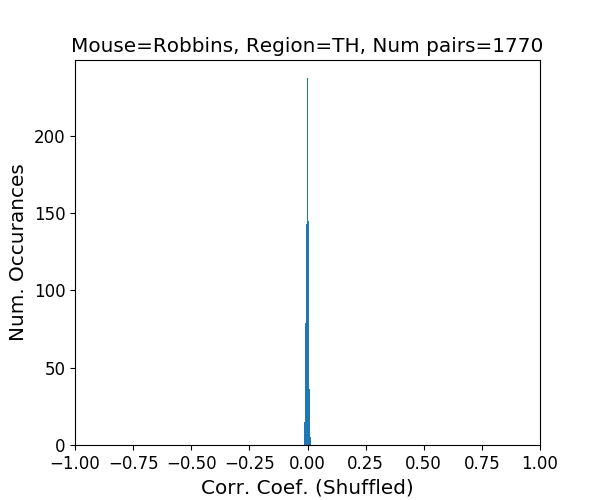 Mouse=Robbins, Region=TH, Num pairs=1770
Num. Occurances
200
150
100
50
0
−1.00 −0.75 −0.50 −0.25 0.00 0.25 0.50 0.75 1.00
Corr. Coef. (Shuffled)